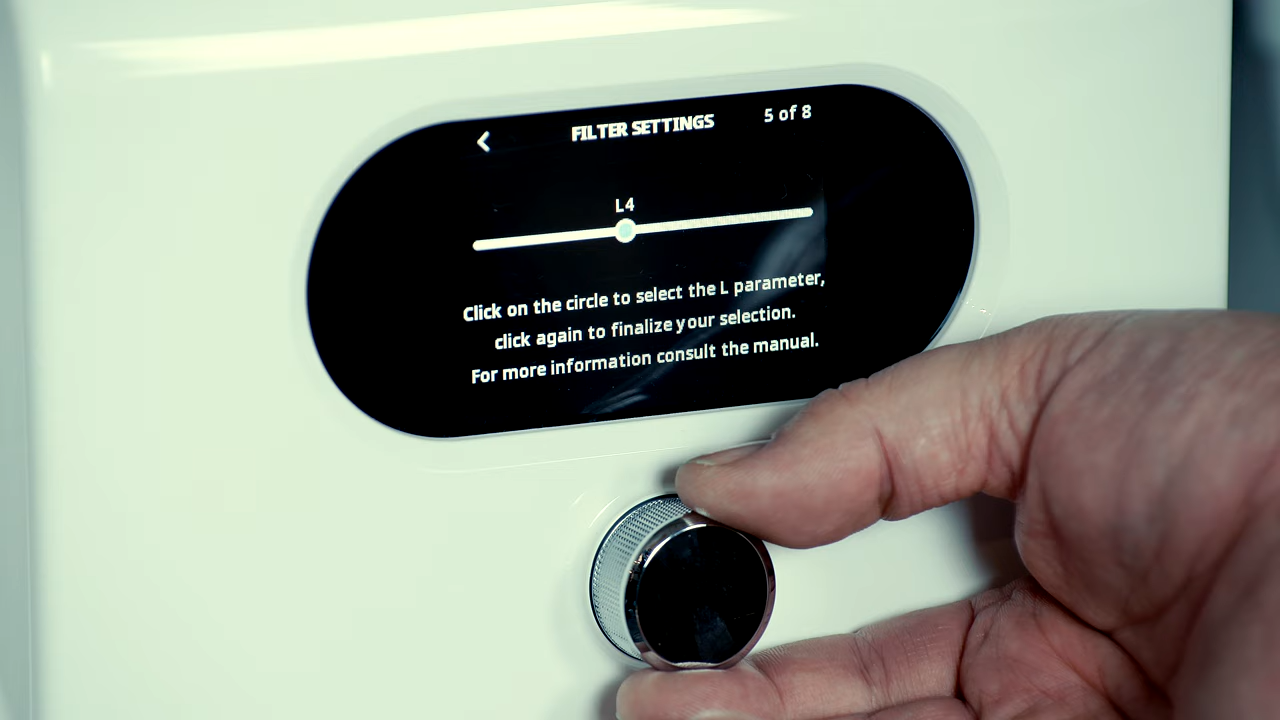 FILTER SETTINGS
5 of 8
L4
Click on the circle to select the L parameter,
click again to finalize your selection.
For more information consult the manual.